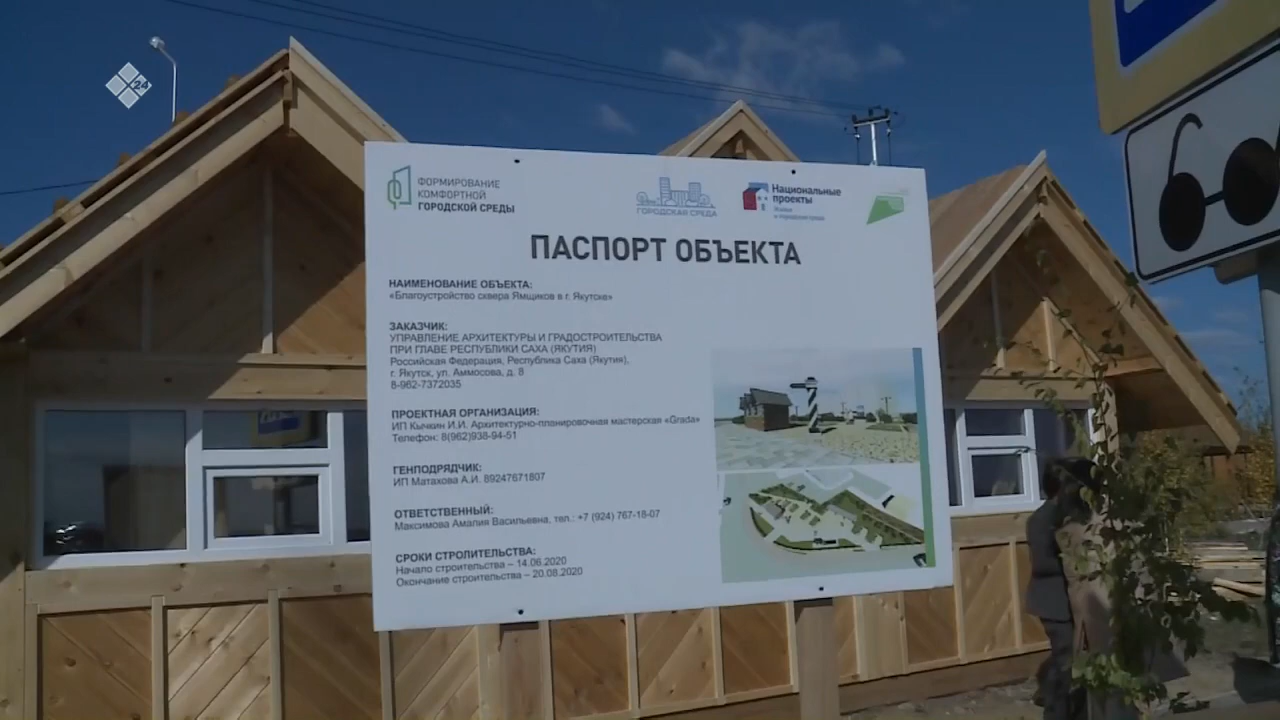 24
ФОРМИРОВАНИЕ
КОМФОРТНОЙ
ГОРОДСКОЙ СРЕДЫ
ГОРОДСКАЯ СРЕДА
Национальные
проекты
ПАСПОРТ ОБЪЕКТА
НАИМЕНОВАНИЕ ОБЪЕКТА:
«Благоустройство сквера Ямщиков в г. Якутске»
ЗАКАЗЧИК:
УПРАВЛЕНИЕ АРХИТЕКТУРЫ И ГРАДОСТРОИТЕЛЬСТВА
ПРИ ГЛАВЕ РЕСПУБЛИКИ САХА (ЯКУТИЯ)
Российская Федерация, Республика Саха (Якутия),
г. Якутск, ул. Аммосова, д. 8
8-962-7372035
ПРОЕКТНАЯ ОРГАНИЗАЦИЯ:
ИП Кычкин И.И. Архитектурно-планировочная мастерская «Grada»
Телефон: 8(962)938-94-51
ГЕНПОДРЯДЧИК:
ИП Матахова А.И. 89247671807
ОТВЕТСТВЕННЫЙ:
Максимова Амалия Васильевна, тел.: +7 (924) 767-18-07
СРОКИ СТРОЛИТЕЛЬСТВА:
Начало строительства – 14.06.2020
Окончание строительства – 20.08.2020